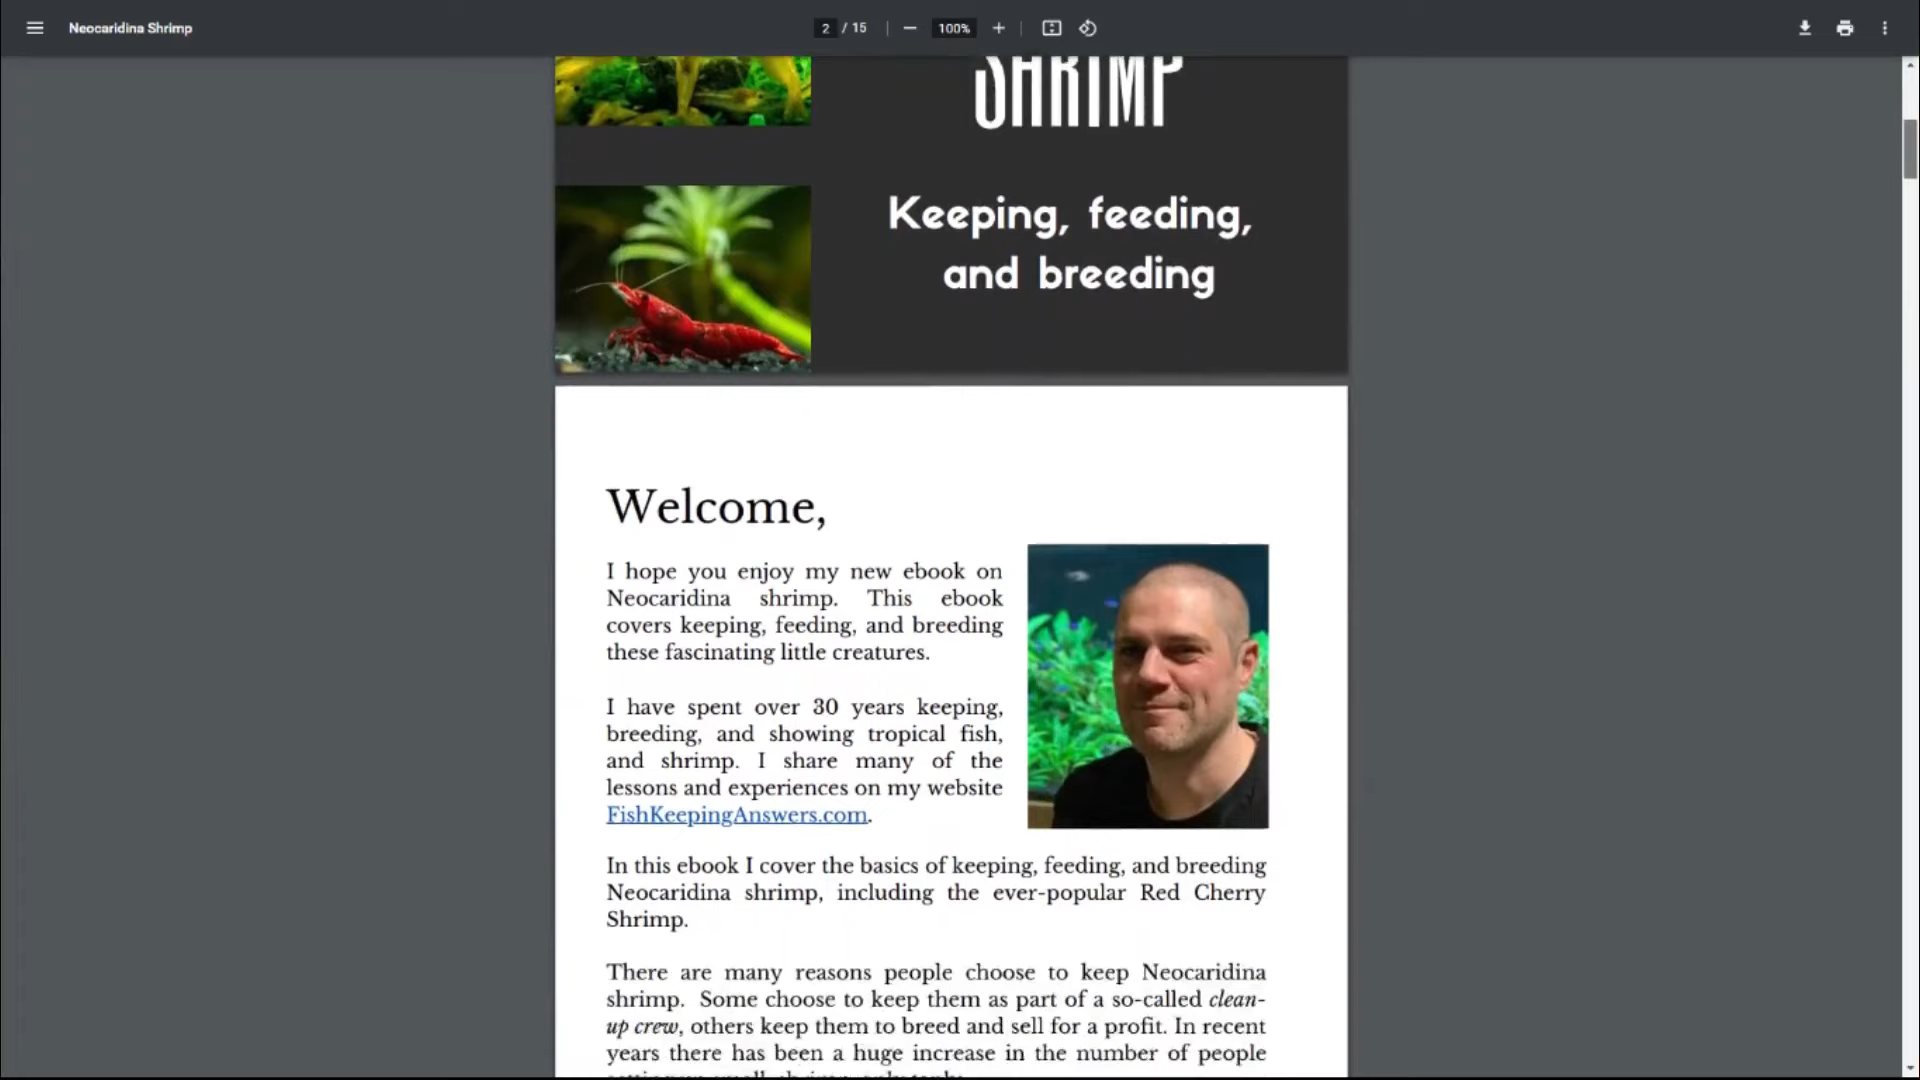 Neocaridina Shrimp
2 / 15
100%
SHRIMP
Keeping, feeding,
and breeding
Welcome,
I hope you enjoy my new ebook on
Neocaridina shrimp. This ebook
covers keeping, feeding, and breeding
these fascinating little creatures.
I have spent over 30 years keeping,
breeding, and showing tropical fish,
and shrimp. I share many of the
lessons and experiences on my website
FishKeepingAnswers.com.
In this ebook I cover the basics of keeping, feeding, and breeding
Neocaridina shrimp, including the ever-popular Red Cherry
Shrimp.
There are many reasons people choose to keep Neocaridina
shrimp. Some choose to keep them as part of a so-called clean-
up crew, others keep them to breed and sell for a profit. In recent
years there has been a huge increase in the number of people